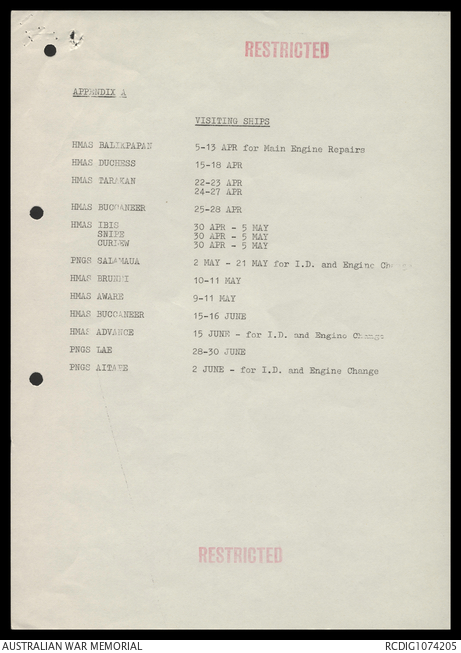 RESTRICTED
APPENDIX A
VISITING SHIPS
HMAS BALIKPAPAN 5-13 APR for Main Engine Repairs
HMAS DUCHESS 15-18 APR
HMAS TARAKAN 22-23 APR
24-27 APR
HMAS BUCCANEER 25-28 APR
HMAS IBIS 30 APR - 5 MAY
SNIPE 30 APR - 5 MAY
CURLEW 30 APR - 5 MAY
PNGS SALAMAUA 2 MAY - 21 MAY for I.D. and Engine Change
HMAS BRUNEI 10-11 MAY
HMAS AWARE 9-11 MAY
HMAS BUCCANEER 15-16 JUNE
HMAS ADVANCE 15 JUNE - for I.D. and Engine Change
PNGS LAE 28-30 JUNE
PNGS AITAPE 2 JUNE - for I.D. and Engine Change
RESTRICTED
AUSTRALIAN WAR MEMORIAL RCDIG1074205